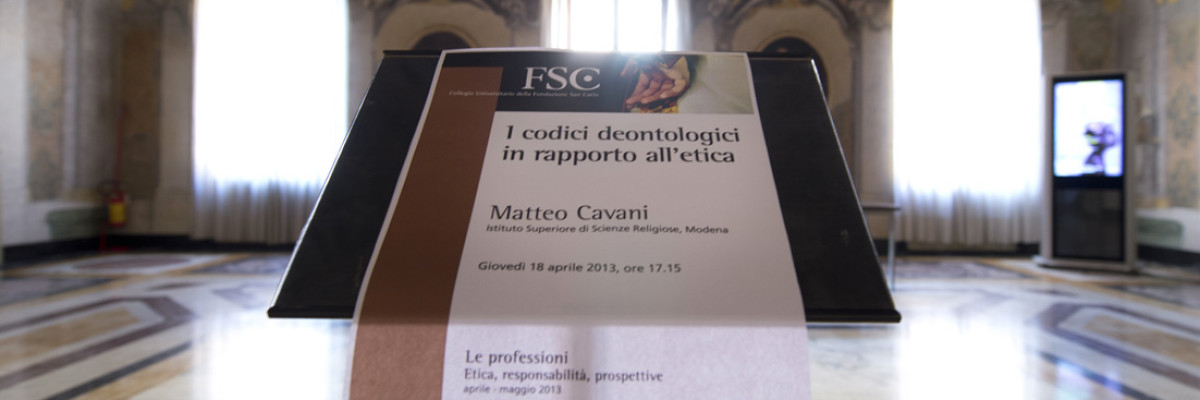 FSC
Collegio Universitario della Fondazione San Carlo
I codici deontologici
in rapporto all'etica
Matteo Cavani
Istituto Superiore di Scienze Religiose, Modena
Giovedì 18 aprile 2013, ore 17.15
Le professioni
Etica, responsabilità, prospettive
aprile - maggio 2013